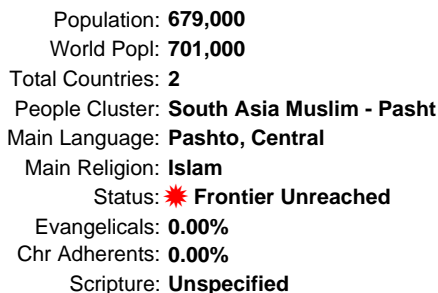 Population: 679,000
World Popl: 701,000
Total Countries: 2
People Cluster: South Asia Muslim - Pasht
Main Language: Pashto, Central
Main Religion: Islam
Status: Frontier Unreached
Evangelicals: 0.00%
Chr Adherents: 0.00%
Scripture: Unspecified